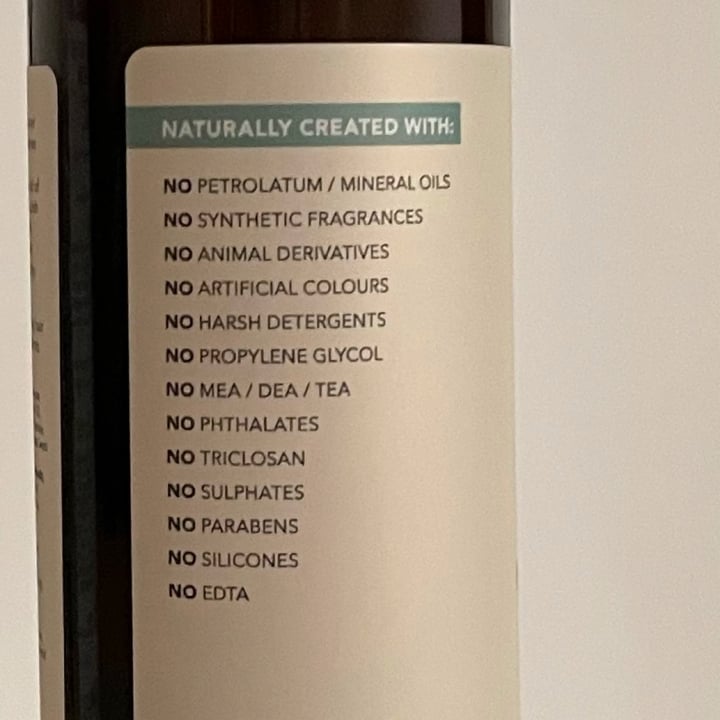 NATURALLY CREATED WITH:
NO PETROLATUM / MINERAL OILS
NO SYNTHETIC FRAGRANCES
NO ANIMAL DERIVATIVES
NO ARTIFICIAL COLOURS
NO HARSH DETERGENTS
NO PROPYLENE GLYCOL
NO MEA / DEA / TEA
NO PHTHALATES
NO TRICLOSAN
NO SULPHATES
NO PARABENS
NO SILICONES
NO EDTA